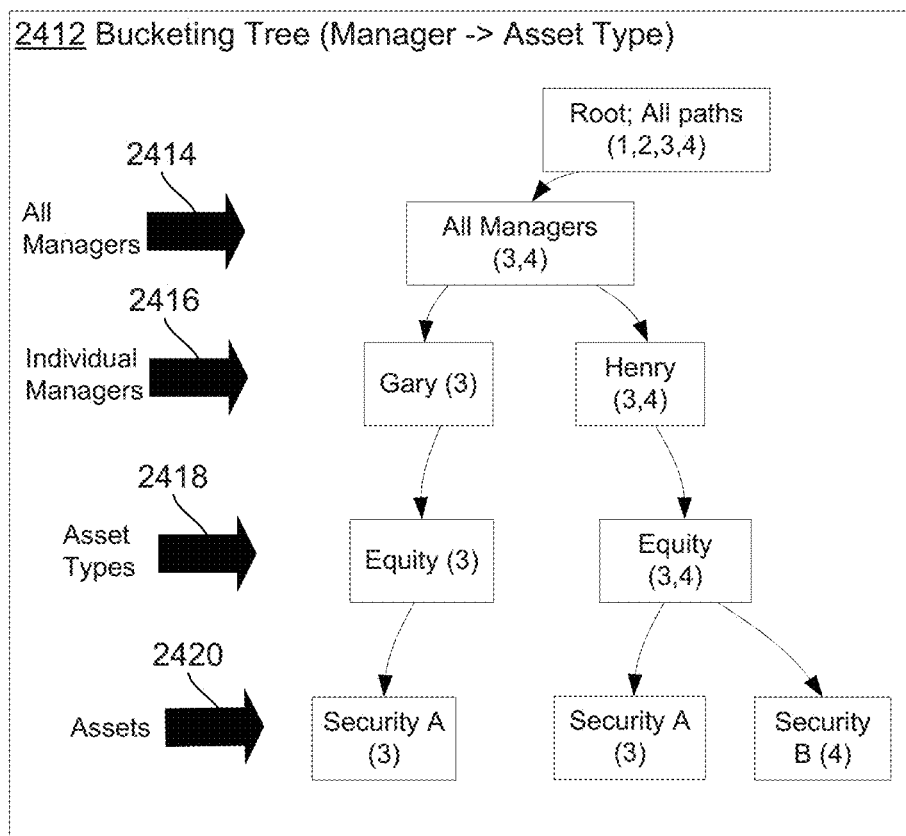 2412 Bucketing Tree (Manager -> Asset Type)
Root; All paths
(1,2,3,4)
2414
All
Managers
All Managers
(3,4)
2416
Individual
Managers
Gary (3)
Henry
(3,4)
2418
Asset
Types
Equity (3)
Equity
(3,4)
2420
Assets
Security A
(3)
Security A
(3)
Security
B (4)